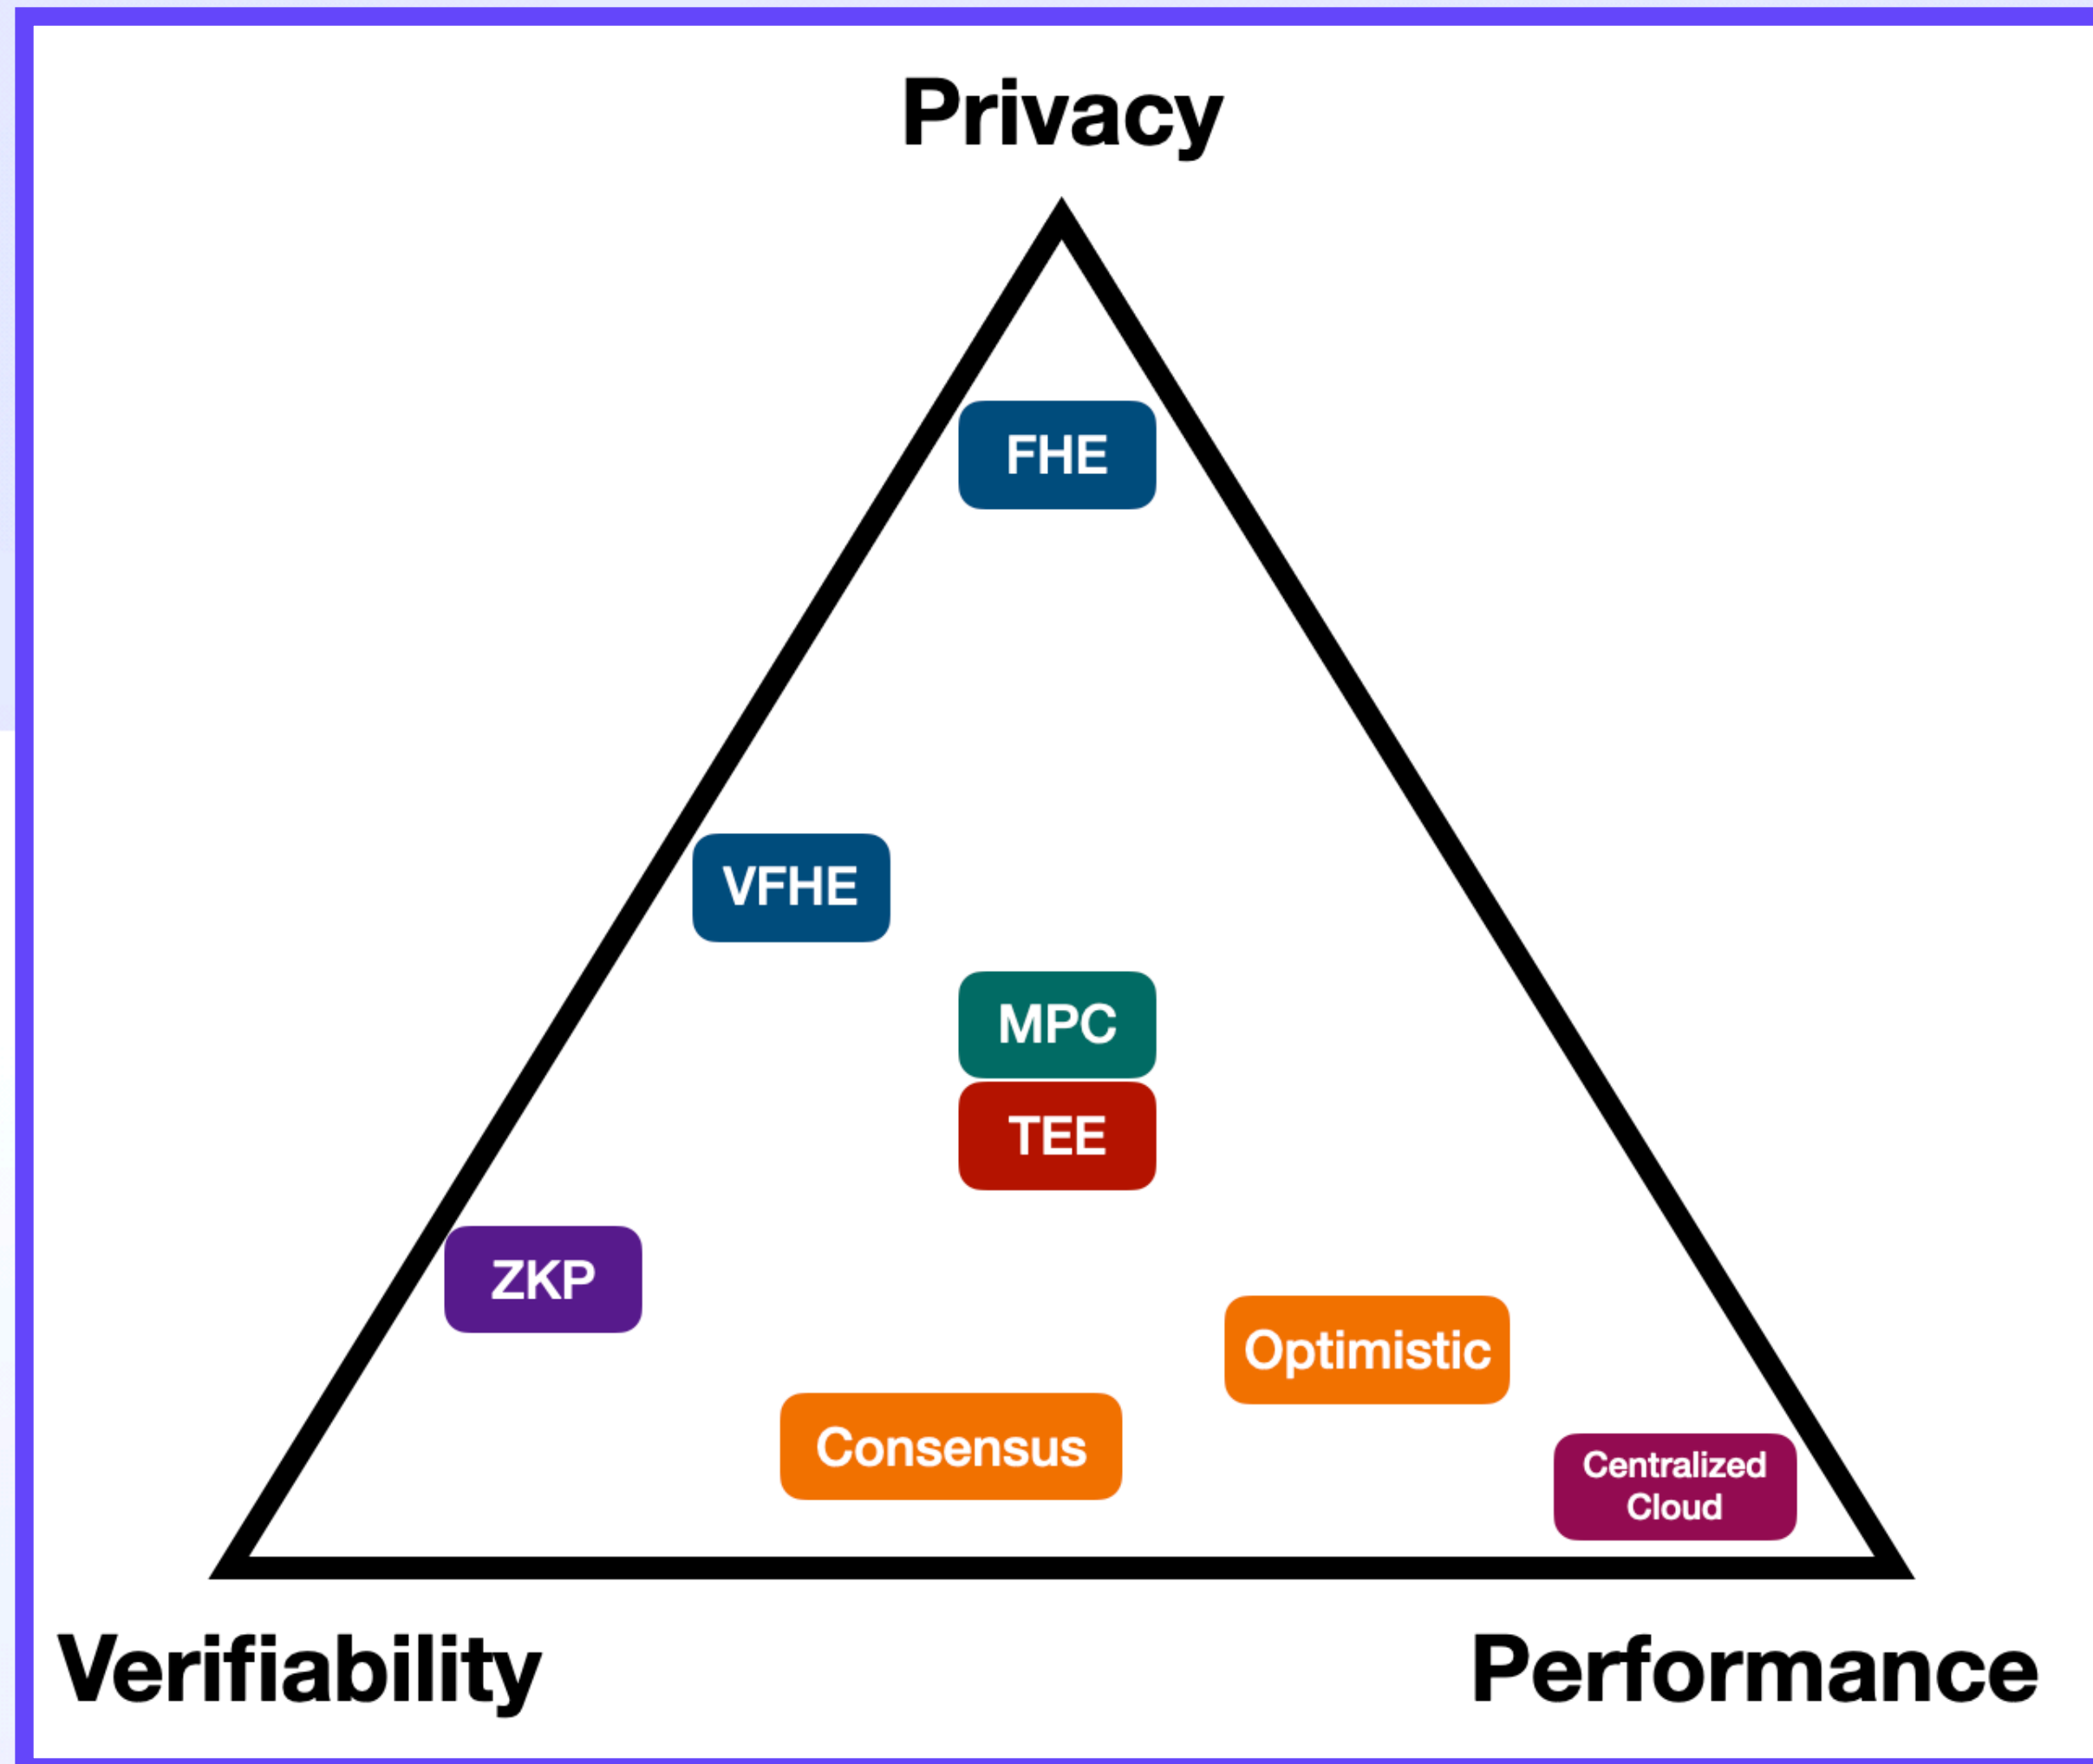 Privacy
FHE
VFHE
MPC
TEE
ZKP
Optimistic
Consensus
Centralized
Cloud
Verifiability
Performance